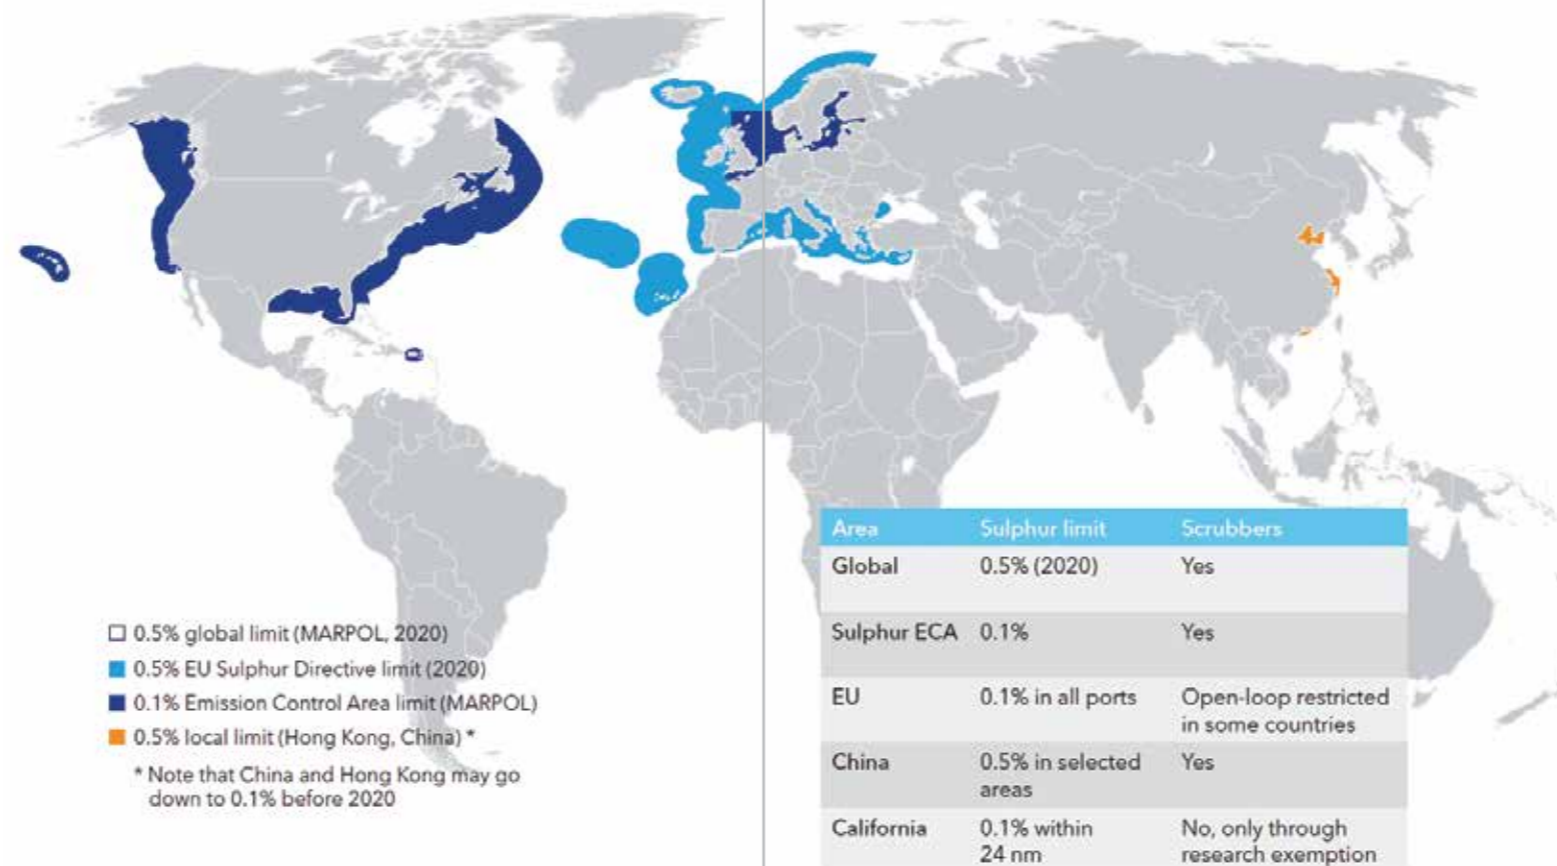 0.5% global limit (MARPOL, 2020)
0.5% EU Sulphur Directive limit (2020)
0.1% Emission Control Area limit (MARPOL)
0.5% local limit (Hong Kong, China) *
* Note that China and Hong Kong may go
down to 0.1% before 2020
Area Sulphur limit Scrubbers
Global 0.5% (2020) Yes
Sulphur ECA 0.1% Yes
EU 0.1% in all ports Open-loop restricted
in some countries
China 0.5% in selected Yes
areas
California 0.1% within No, only through
24 nm research exemption